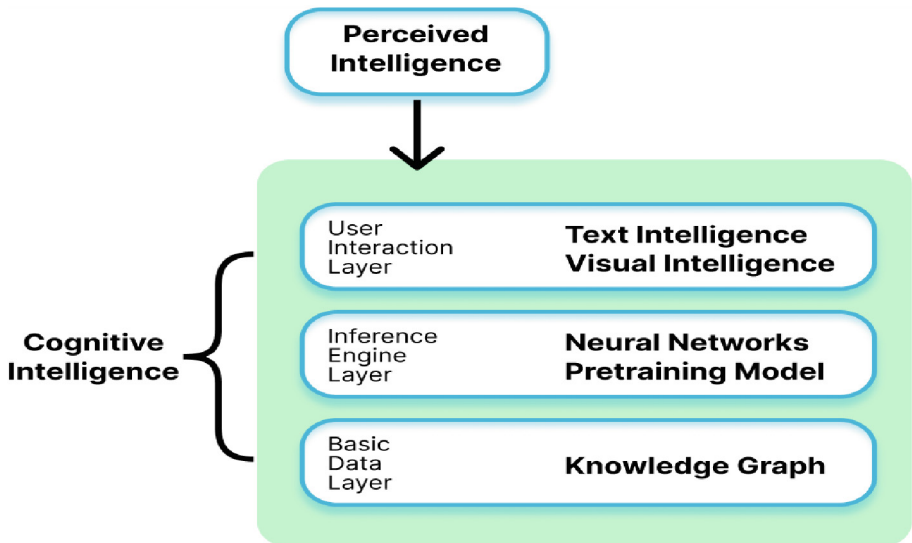 Perceived
Intelligence
User
Interaction
Layer
Text Intelligence
Visual Intelligence
Cognitive
Intelligence
Inference
Engine
Layer
Neural Networks
Pretraining Model
Basic
Data
Layer
Knowledge Graph